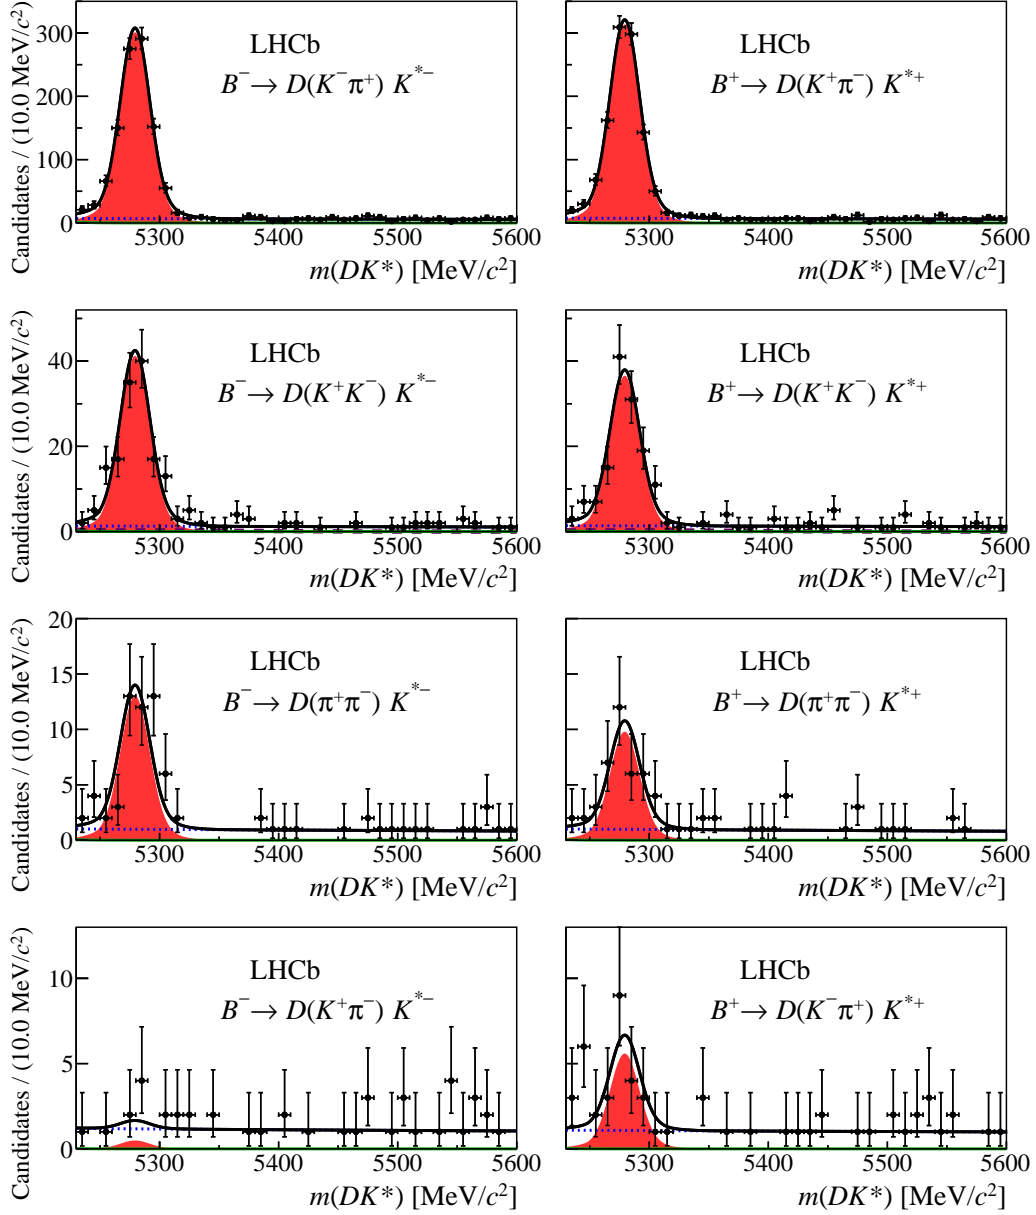 Candidates / (10.0 MeV/c²)
300
200
100
0
LHCb
B⁻ → D(K⁻π⁺) K*⁻
5300 5400 5500 5600
m(DK*) [MeV/c²]
LHCb
B⁺ → D(K⁺π⁻) K*⁺
5300 5400 5500 5600
m(DK*) [MeV/c²]
Candidates / (10.0 MeV/c²)
40
20
0
LHCb
B⁻ → D(K⁺K⁻) K*⁻
5300 5400 5500 5600
m(DK*) [MeV/c²]
LHCb
B⁺ → D(K⁺K⁻) K*⁺
5300 5400 5500 5600
m(DK*) [MeV/c²]
Candidates / (10.0 MeV/c²)
20
15
10
5
0
LHCb
B⁻ → D(π⁺π⁻) K*⁻
5300 5400 5500 5600
m(DK*) [MeV/c²]
LHCb
B⁺ → D(π⁺π⁻) K*⁺
5300 5400 5500 5600
m(DK*) [MeV/c²]
Candidates / (10.0 MeV/c²)
10
5
0
LHCb
B⁻ → D(K⁺π⁻) K*⁻
5300 5400 5500 5600
m(DK*) [MeV/c²]
LHCb
B⁺ → D(K⁻π⁺) K*⁺
5300 5400 5500 5600
m(DK*) [MeV/c²]